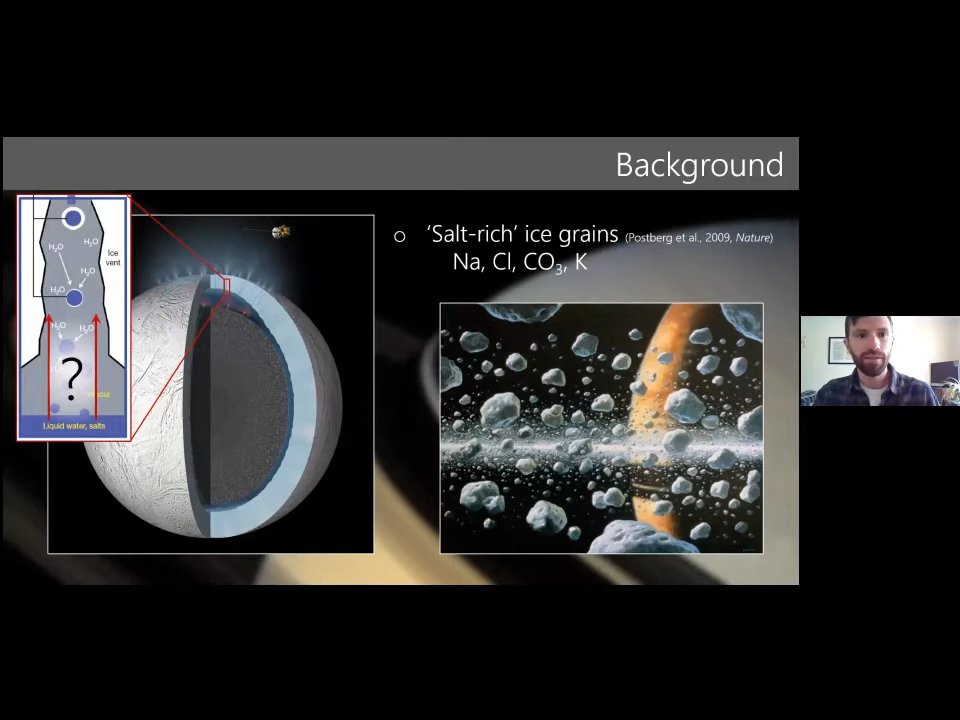 Background
'Salt-rich' ice grains (Postberg et al., 2009, Nature)
Na, Cl, CO₃, K
H₂O
H₂O
Ice
vent
H₂O
H₂O
H₂O
H₂O
?
Liquid water, salts